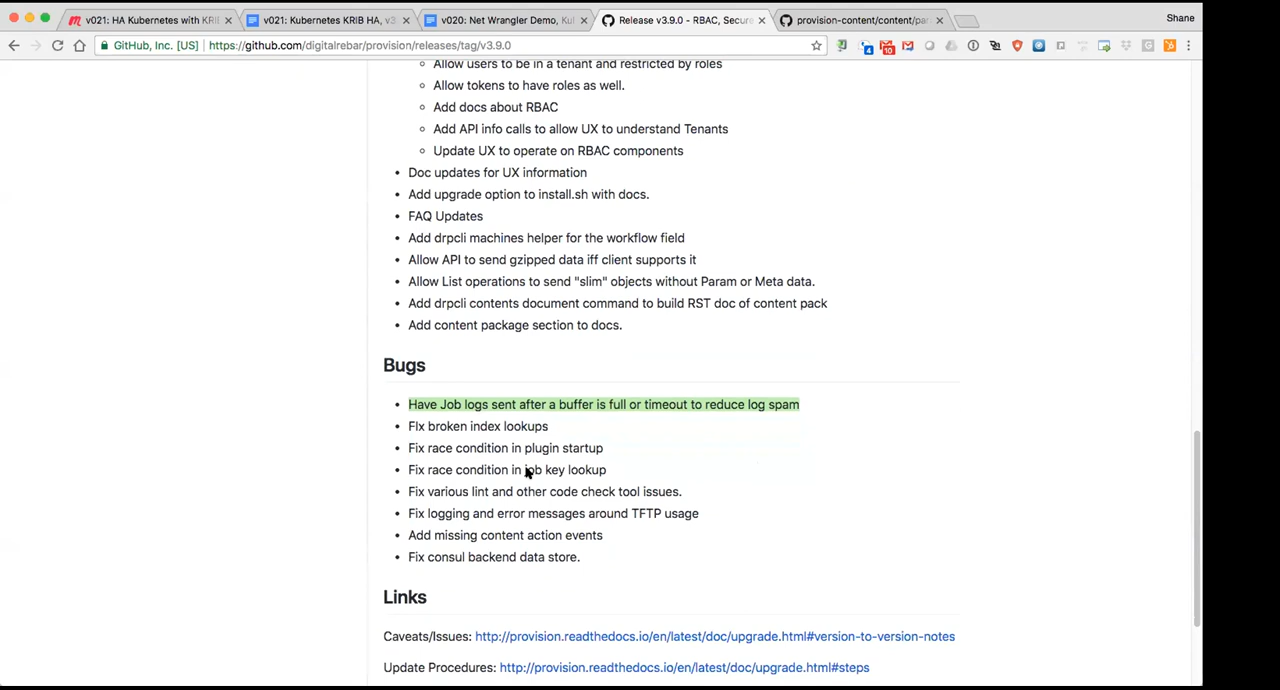 Shane
v021: HA Kubernetes with KRI
v021: Kubernetes KRIB HA, v3
v020: Net Wrangler Demo, Ku
Release v3.9.0 - RBAC, Secure
provision-content/content/par
GitHub, Inc. [US]
https://github.com/digitalrebar/provision/releases/tag/v3.9.0
4
10
Allow users to be in a tenant and restricted by roles
Allow tokens to have roles as well.
Add docs about RBAC
Add API info calls to allow UX to understand Tenants
Update UX to operate on RBAC components
Doc updates for UX information
Add upgrade option to install.sh with docs.
FAQ Updates
Add drpcli machines helper for the workflow field
Allow API to send gzipped data iff client supports it
Allow List operations to send "slim" objects without Param or Meta data.
Add drpcli contents document command to build RST doc of content pack
Add content package section to docs.
Bugs
Have Job logs sent after a buffer is full or timeout to reduce log spam
FIx broken index lookups
Fix race condition in plugin startup
Fix race condition in job key lookup
Fix various lint and other code check tool issues.
Fix logging and error messages around TFTP usage
Add missing content action events
Fix consul backend data store.
Links
Caveats/Issues: http://provision.readthedocs.io/en/latest/doc/upgrade.html#version-to-version-notes
Update Procedures: http://provision.readthedocs.io/en/latest/doc/upgrade.html#steps